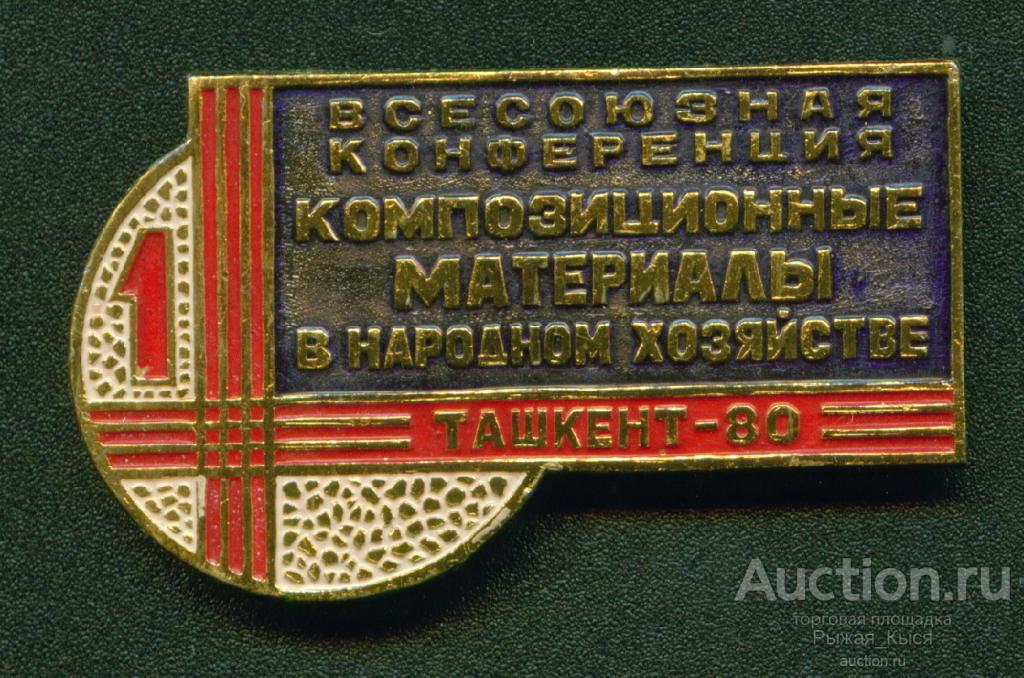 1
ВСЕСОЮЗНАЯ
КОНФЕРЕНЦИЯ
КОМПОЗИЦИОННЫЕ
МАТЕРИАЛЫ
В НАРОДНОМ ХОЗЯЙСТВЕ
ТАШКЕНТ-80
Auction.ru
торговая площадка
Рыжая_Кыся
auction.ru